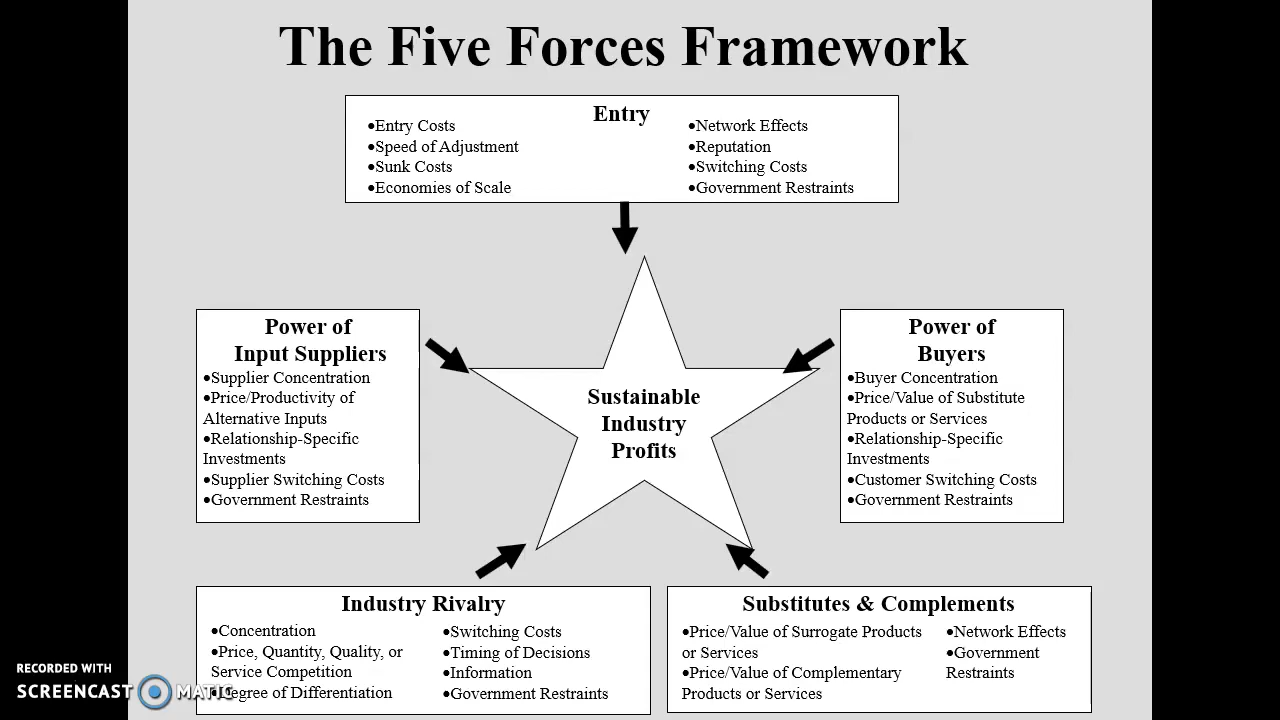 The Five Forces Framework
Entry
•Entry Costs
•Speed of Adjustment
•Sunk Costs
•Economies of Scale
•Network Effects
•Reputation
•Switching Costs
•Government Restraints
Power of
Input Suppliers
•Supplier Concentration
•Price/Productivity of
Alternative Inputs
•Relationship-Specific
Investments
•Supplier Switching Costs
•Government Restraints
Sustainable
Industry
Profits
Power of
Buyers
•Buyer Concentration
•Price/Value of Substitute
Products or Services
•Relationship-Specific
Investments
•Customer Switching Costs
•Government Restraints
Industry Rivalry
•Concentration
•Price, Quantity, Quality, or
Service Competition
•Degree of Differentiation
•Switching Costs
•Timing of Decisions
•Information
•Government Restraints
Substitutes & Complements
•Price/Value of Surrogate Products
or Services
•Price/Value of Complementary
Products or Services
•Network Effects
•Government
Restraints
RECORDED WITH
SCREENCAST MATIC